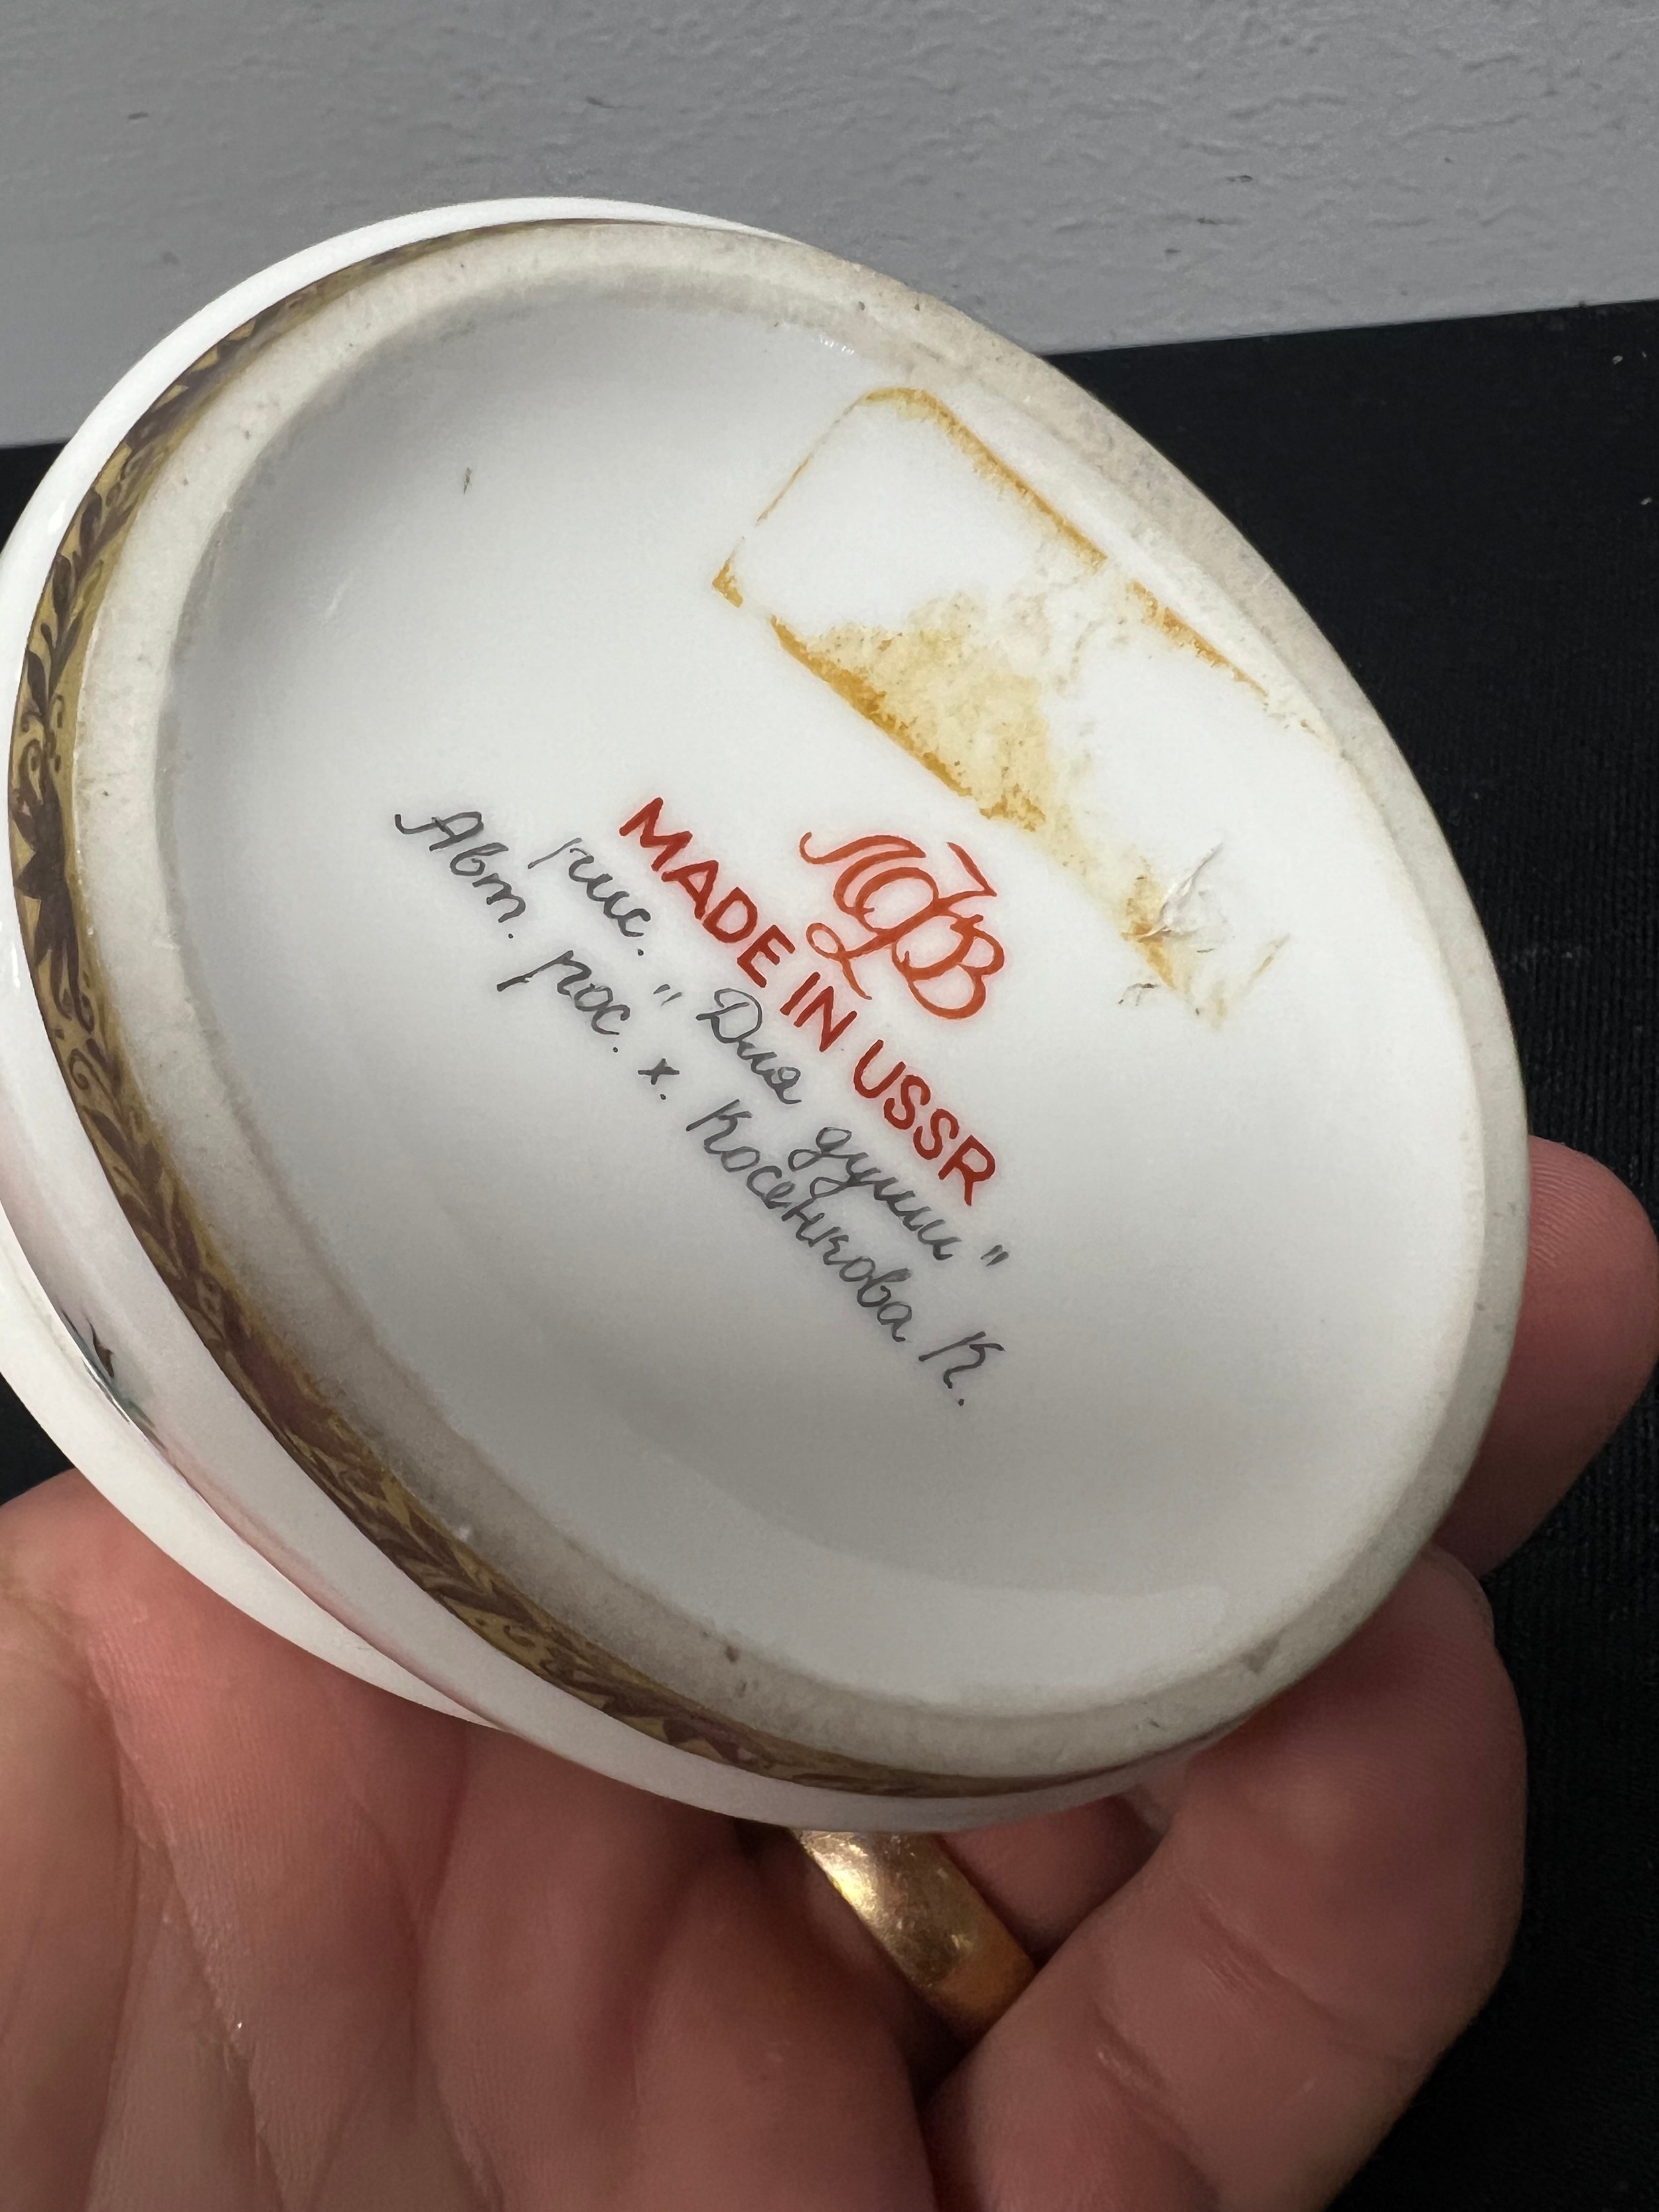 ЛФЗ
MADE IN USSR
рис. "Для души"
Авт. рос. х. Косенкова К.